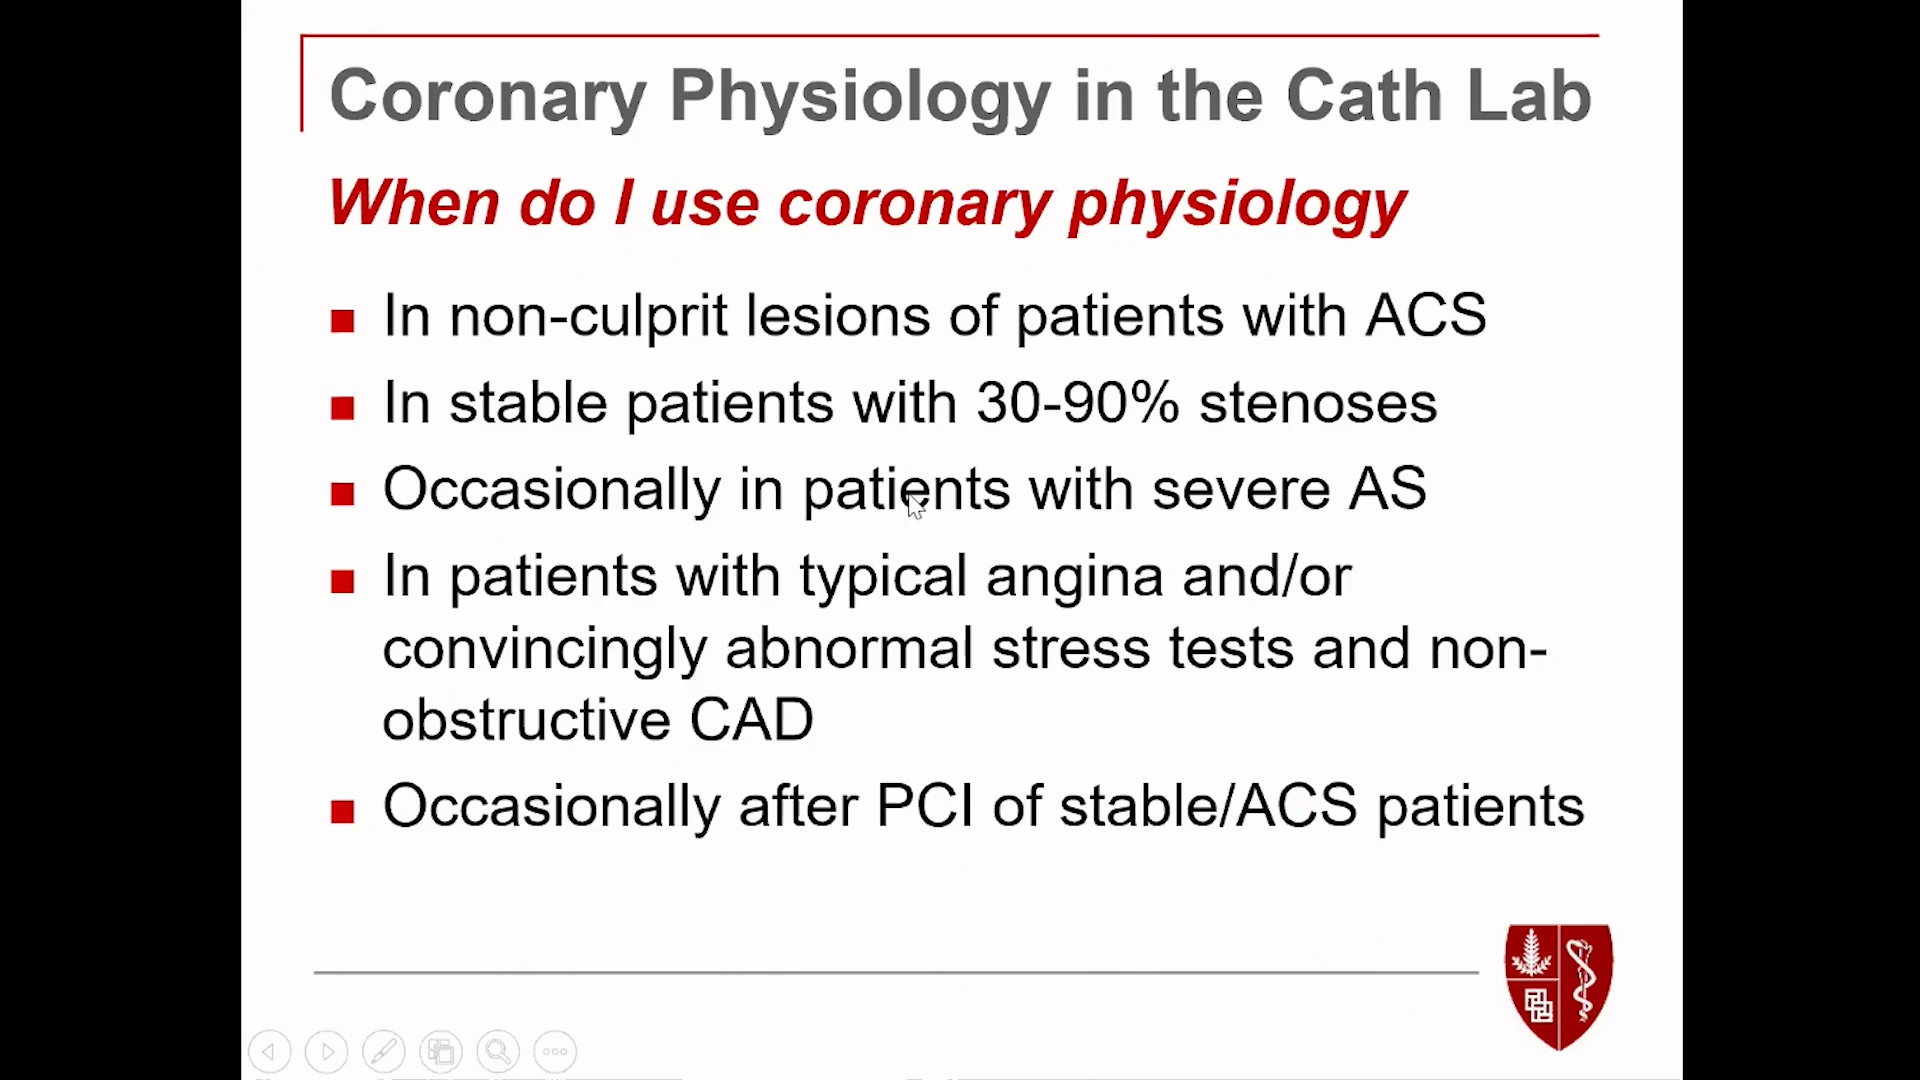 Coronary Physiology in the Cath Lab
When do I use coronary physiology
In non-culprit lesions of patients with ACS
In stable patients with 30-90% stenoses
Occasionally in patients with severe AS
In patients with typical angina and/or
convincingly abnormal stress tests and non-
obstructive CAD
Occasionally after PCI of stable/ACS patients